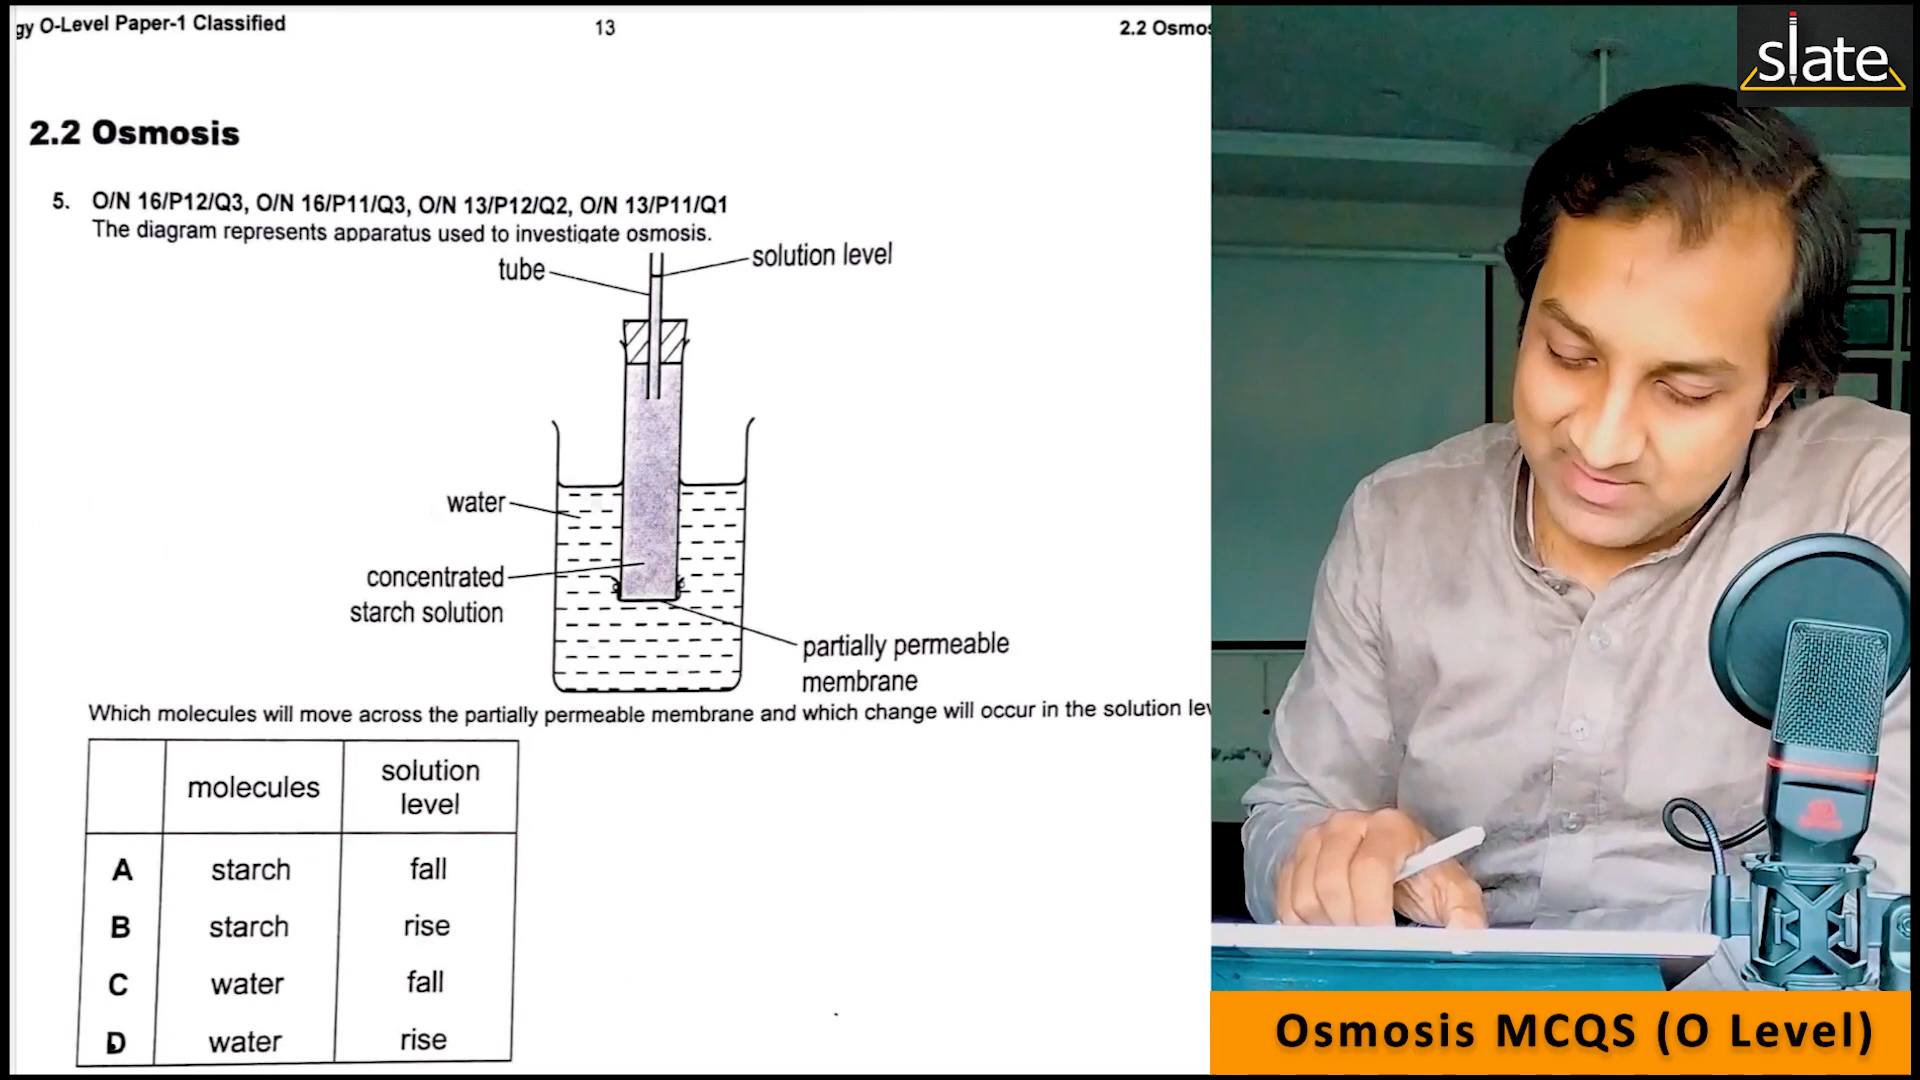 gy O-Level Paper-1 Classified
13
2.2 Osmos
slate
2.2 Osmosis
5. O/N 16/P12/Q3, O/N 16/P11/Q3, O/N 13/P12/Q2, O/N 13/P11/Q1
The diagram represents apparatus used to investigate osmosis.
tube
solution level
water
concentrated
starch solution
partially permeable
membrane
Which molecules will move across the partially permeable membrane and which change will occur in the solution lev
molecules solution level
A starch fall
B starch rise
C water fall
D water rise
Osmosis MCQS (O Level)